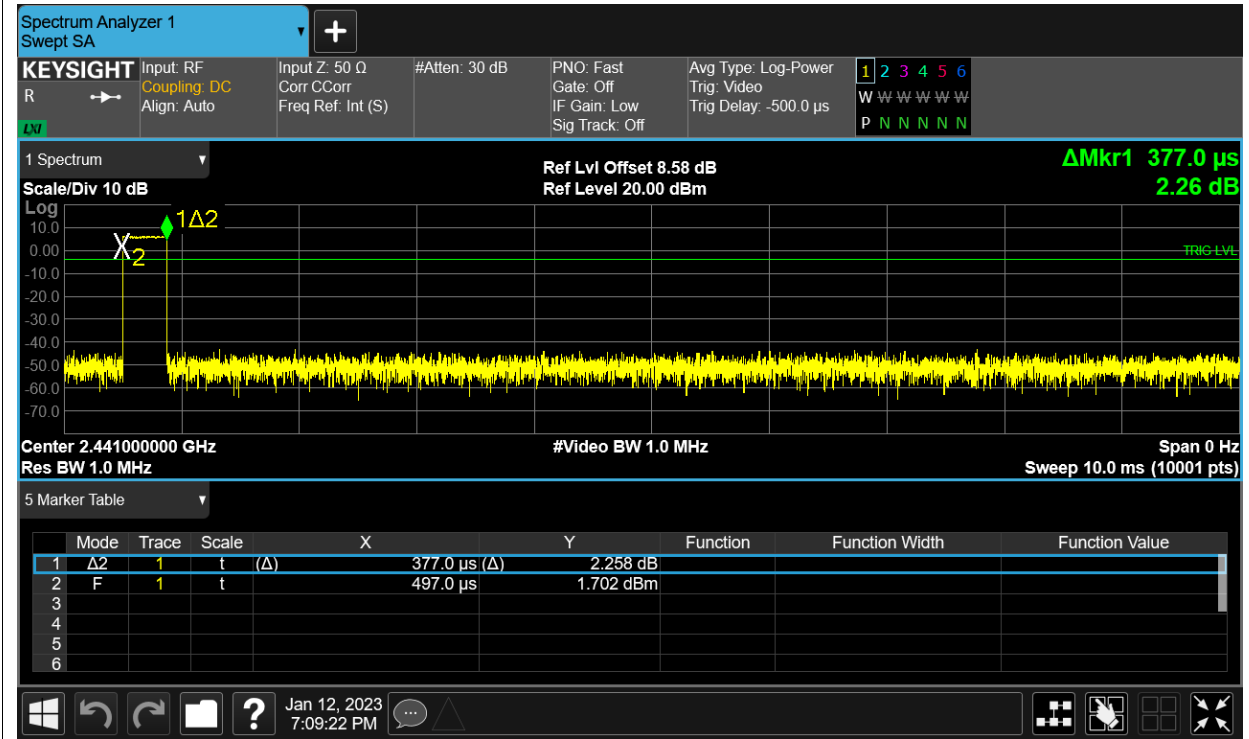 Spectrum Analyzer 1
Swept SA
KEYSIGHT
R
LXI
Input: RF
Coupling: DC
Align: Auto
Input Z: 50 Ω
Corr CCorr
Freq Ref: Int (S)
#Atten: 30 dB
PNO: Fast
Gate: Off
IF Gain: Low
Sig Track: Off
Avg Type: Log-Power
Trig: Video
Trig Delay: -500.0 µs
1 2 3 4 5 6
W W W W W W
P N N N N N
1 Spectrum
Scale/Div 10 dB
Ref Lvl Offset 8.58 dB
Ref Level 20.00 dBm
ΔMkr1 377.0 µs
2.26 dB
Log
10.0
0.00
-10.0
-20.0
-30.0
-40.0
-50.0
-60.0
-70.0
1Δ2
X2
TRIG LVL
Center 2.441000000 GHz
#Video BW 1.0 MHz
Span 0 Hz
Res BW 1.0 MHz
Sweep 10.0 ms (10001 pts)
5 Marker Table
Mode Trace Scale X Y Function Function Width Function Value
1 Δ2 1 t (Δ) 377.0 µs (Δ) 2.258 dB
2 F 1 t 497.0 µs 1.702 dBm
3
4
5
6
?
Jan 12, 2023
7:09:22 PM